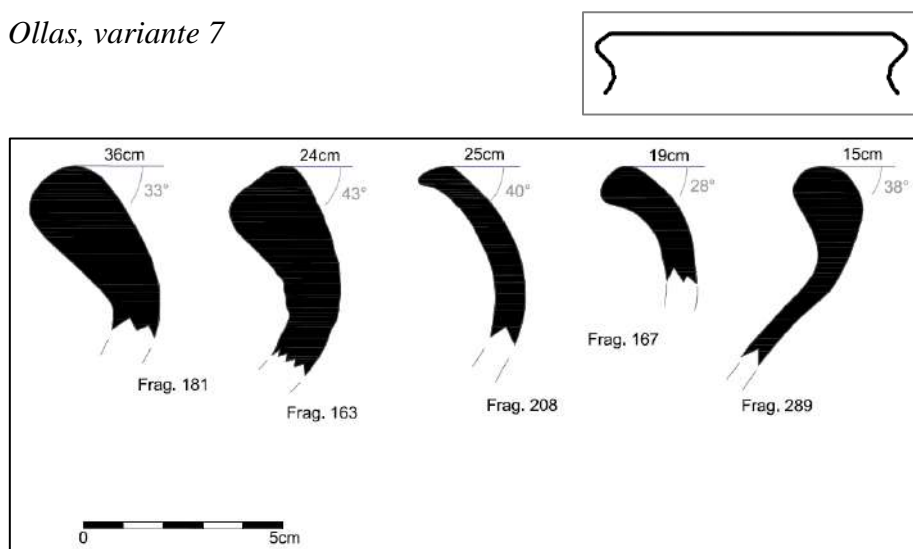 Ollas, variante 7
36cm 24cm 25cm 19cm 15cm
33° 43° 40° 28° 38°
Frag. 181 Frag. 163 Frag. 208 Frag. 167 Frag. 289
0 5cm